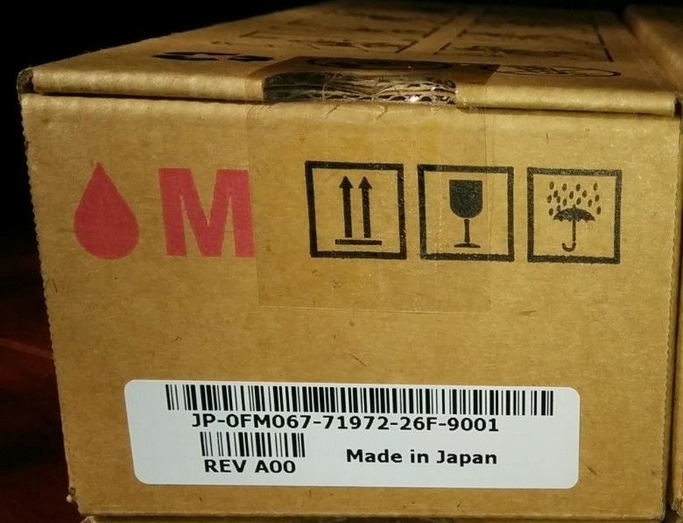 M
JP-0FM067-71972-26F-9001
REV A00
Made in Japan